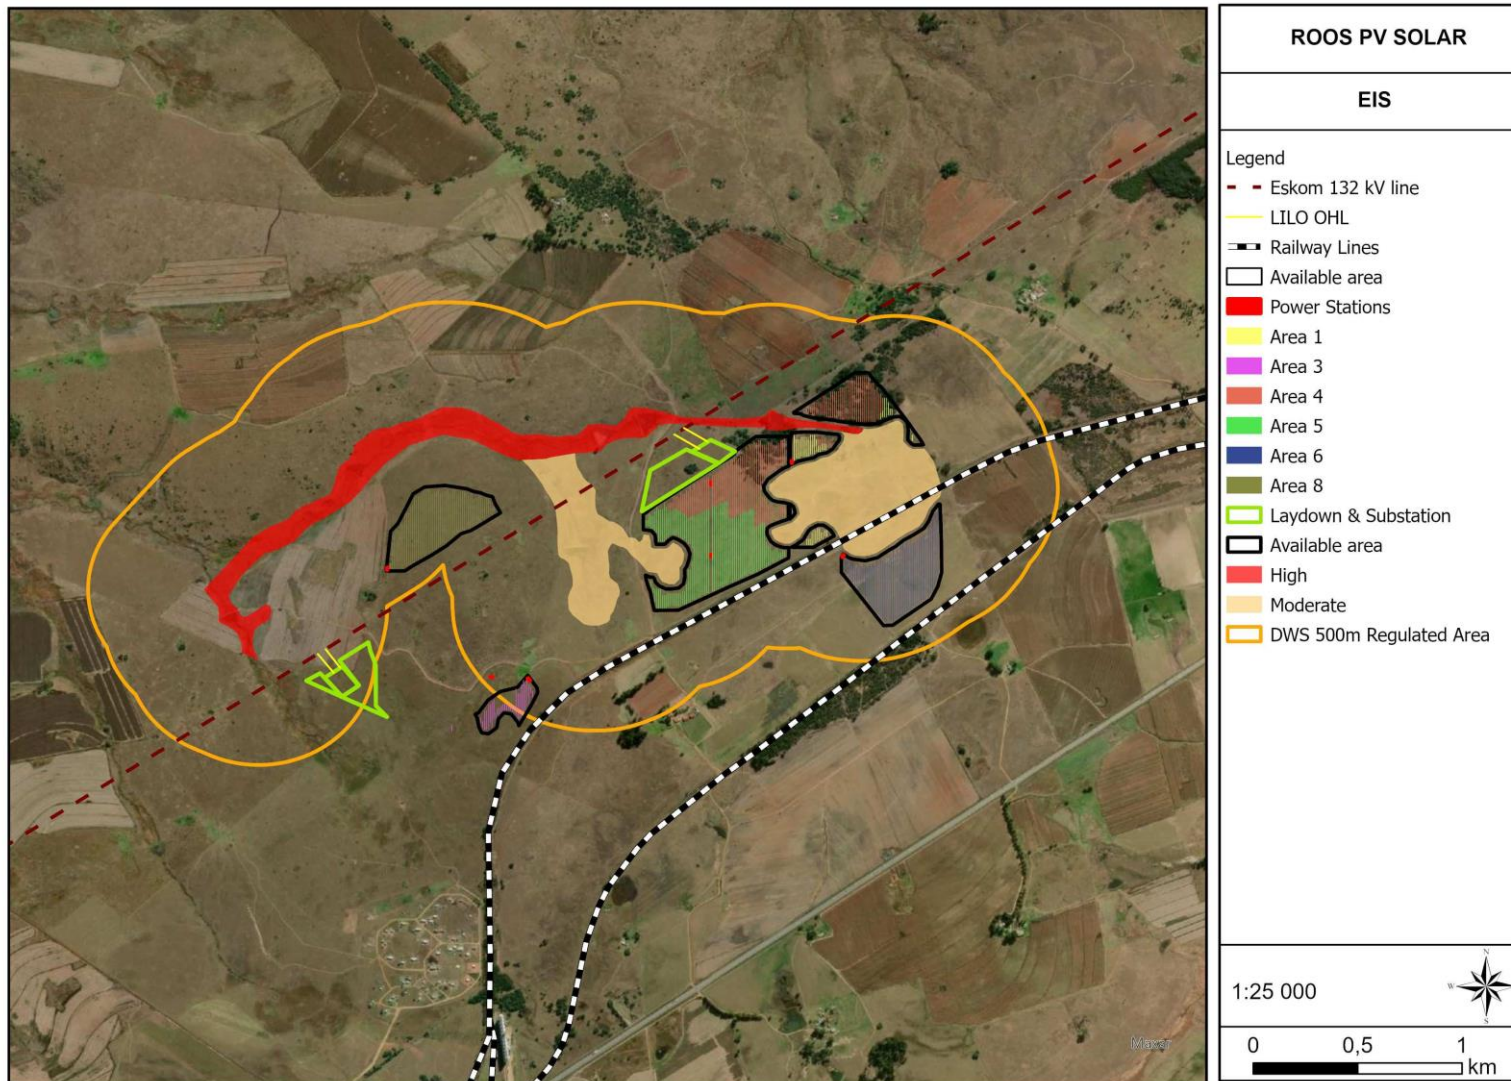 ROOS PV SOLAR
EIS
Legend
Eskom 132 kV line
LILO OHL
Railway Lines
Available area
Power Stations
Area 1
Area 3
Area 4
Area 5
Area 6
Area 8
Laydown & Substation
Available area
High
Moderate
DWS 500m Regulated Area
N
W
S
1:25 000
0 0,5 1
km
Maxar